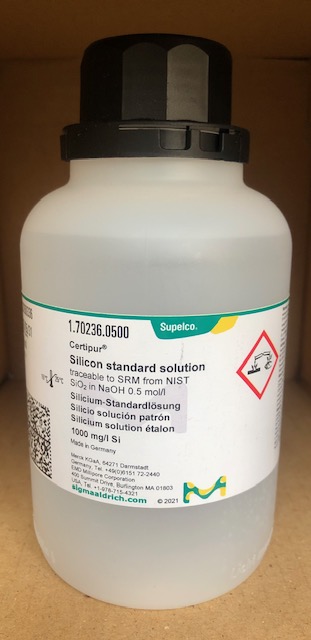 1.70236.0500
Supelco®
Certipur®
Silicon standard solution
traceable to SRM from NIST
SiO₂ in NaOH 0.5 mol/l
Silicium-Standardlösung
Silicio solución patrón
Silicium solution étalon
1000 mg/l Si
Made in Germany
Merck KGaA, 64271 Darmstadt
Germany, Tel. +49(0)6151 72-2440
EMD Millipore Corporation
400 Summit Drive, Burlington MA 01803
USA, Tel. +1-978-715-4321
sigmaaldrich.com
© 2021
M